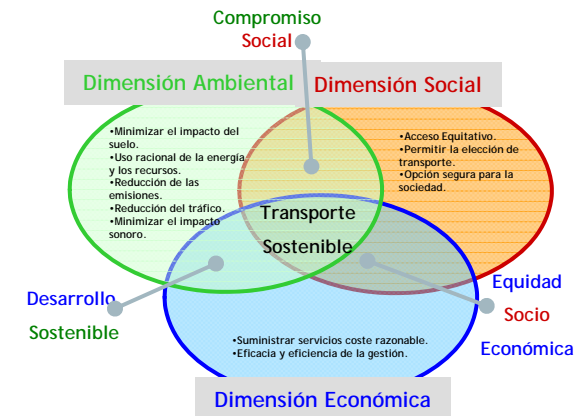 Compromiso
Social
Dimensión Ambiental
Dimensión Social
•Minimizar el impacto del
suelo.
•Uso racional de la energía
y los recursos.
•Reducción de las
emisiones.
•Reducción del tráfico.
•Minimizar el impacto
sonoro.
•Acceso Equitativo.
•Permitir la elección de
transporte.
•Opción segura para la
sociedad.
Transporte
Sostenible
Desarrollo
Sostenible
Equidad
Socio
Económica
•Suministrar servicios coste razonable.
•Eficacia y eficiencia de la gestión.
Dimensión Económica